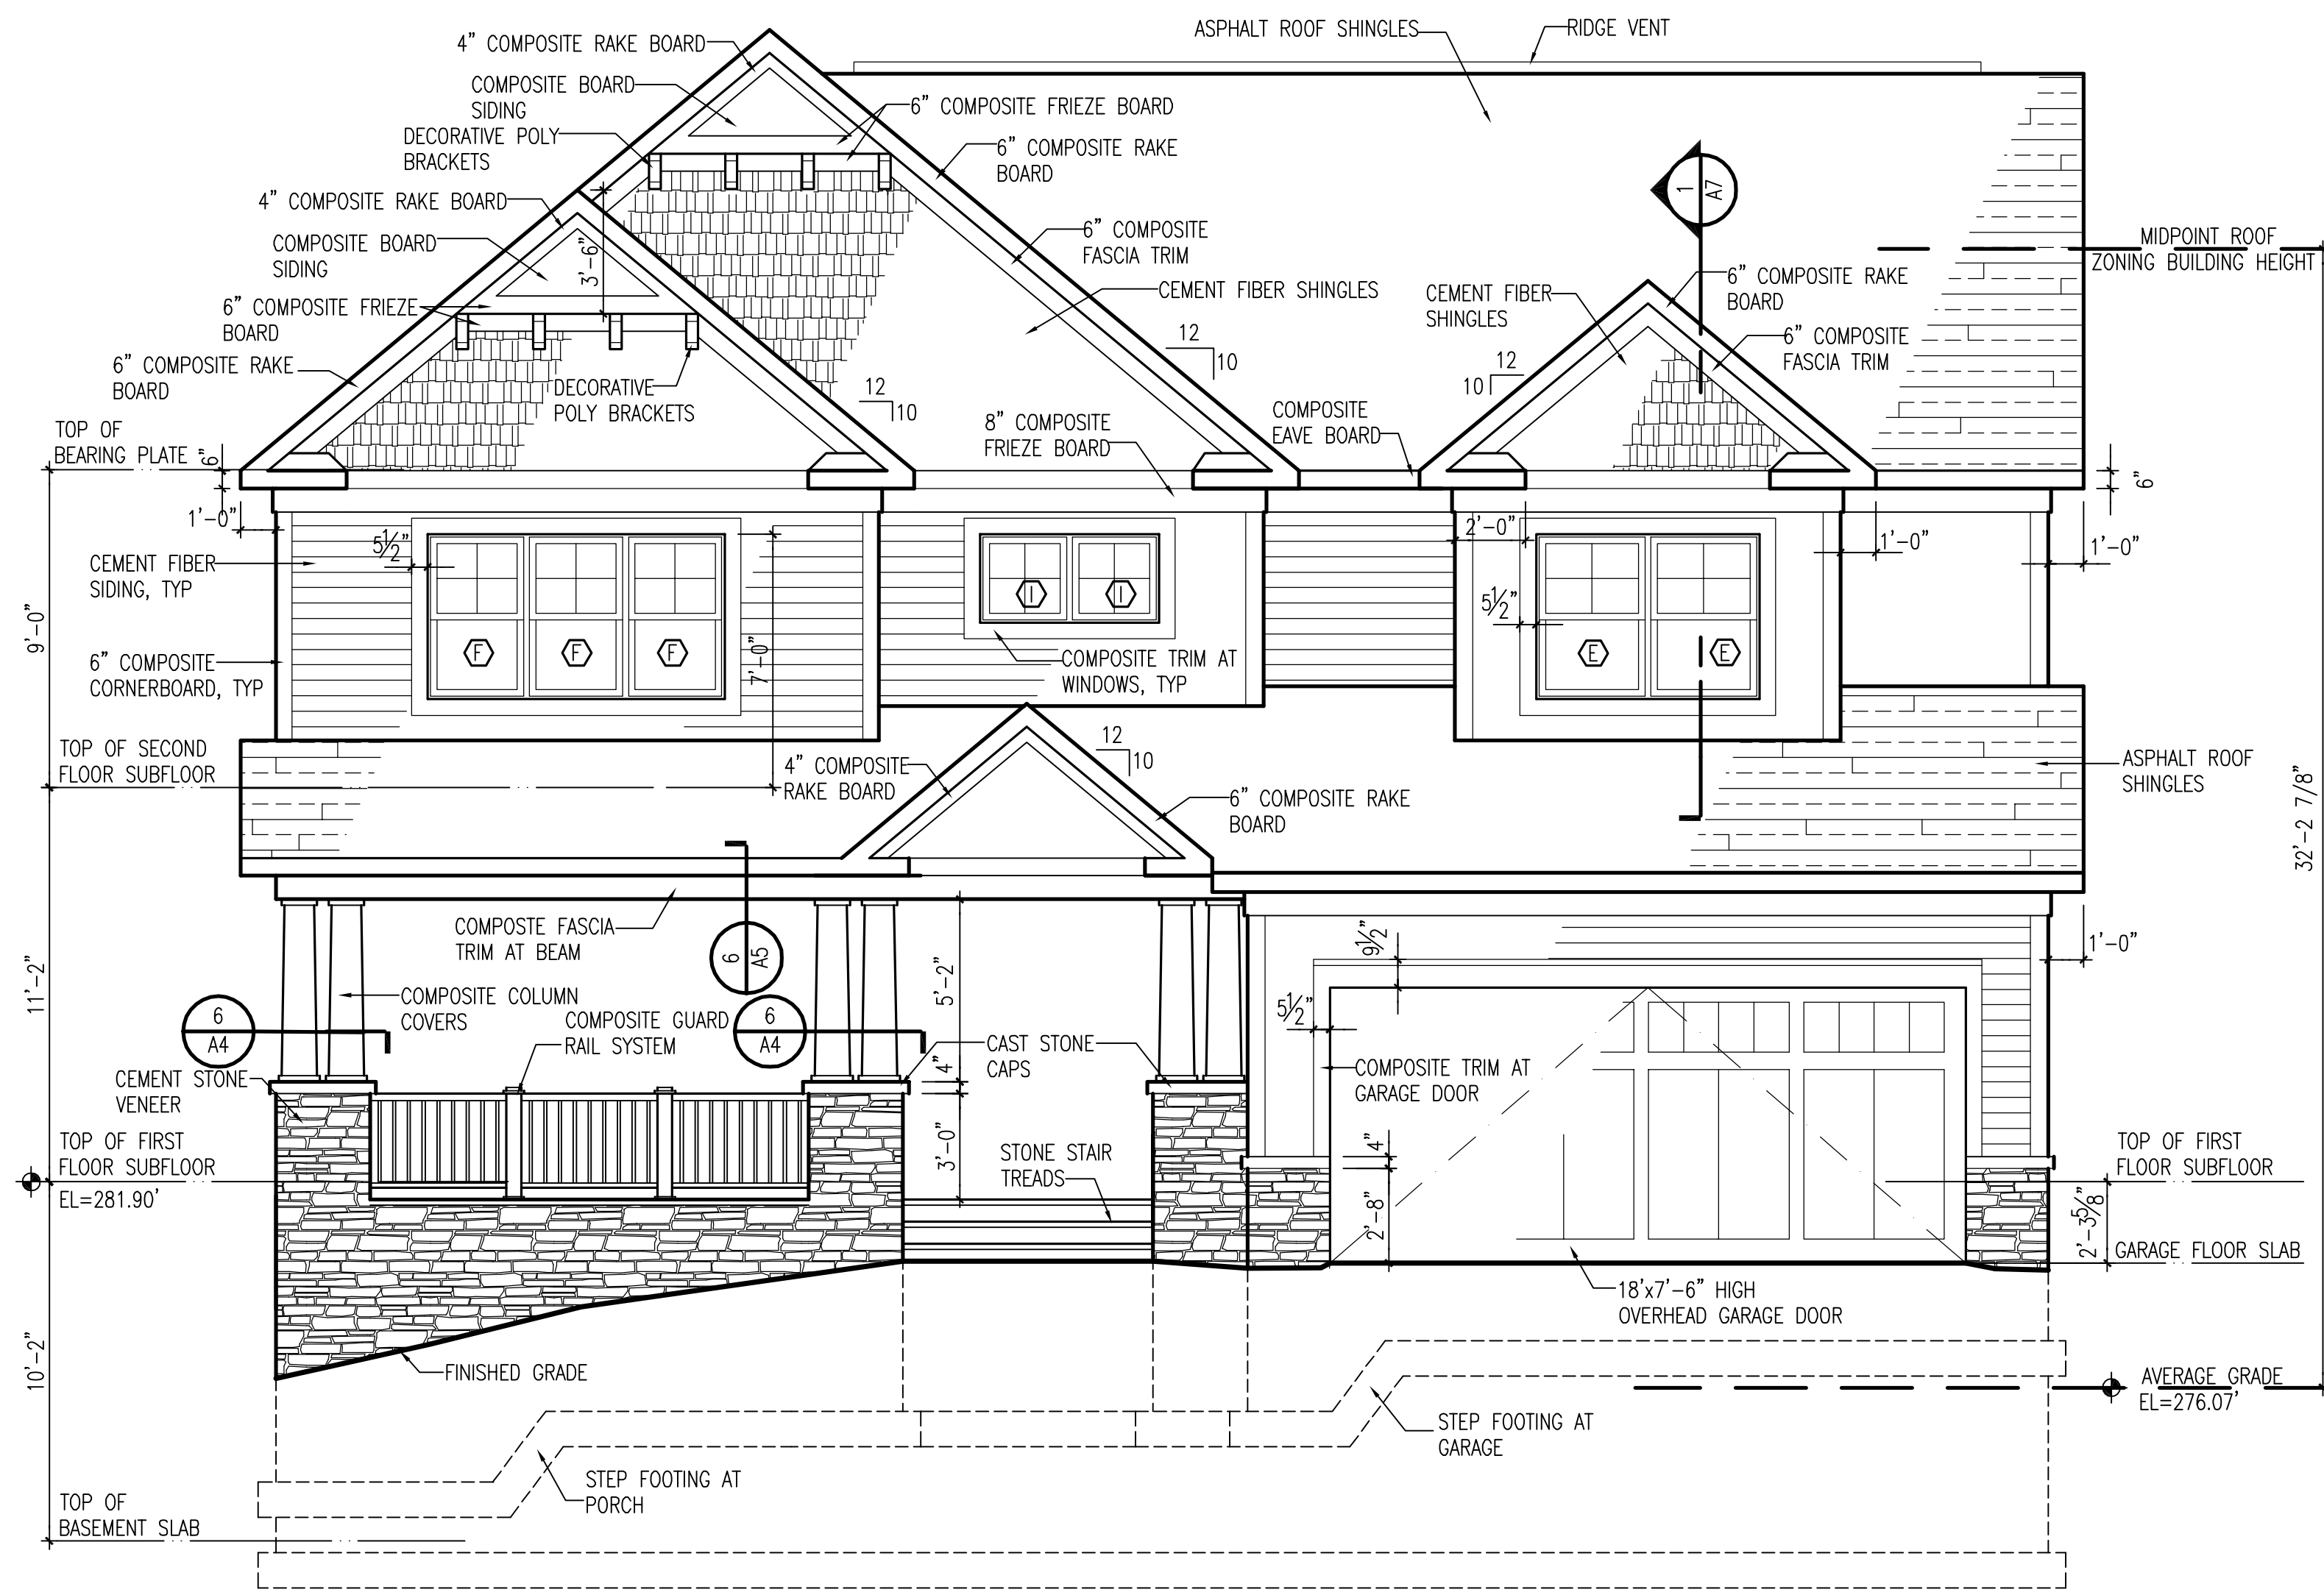 4" COMPOSITE RAKE BOARD
ASPHALT ROOF SHINGLES
RIDGE VENT
COMPOSITE BOARD
SIDING
6" COMPOSITE FRIEZE BOARD
DECORATIVE POLY
BRACKETS
6" COMPOSITE RAKE
BOARD
1
A7
4" COMPOSITE RAKE BOARD
6" COMPOSITE
FASCIA TRIM
MIDPOINT ROOF
ZONING BUILDING HEIGHT
COMPOSITE BOARD
SIDING
3'-6"
CEMENT FIBER SHINGLES
CEMENT FIBER
SHINGLES
6" COMPOSITE RAKE
BOARD
6" COMPOSITE FRIEZE
BOARD
6" COMPOSITE
FASCIA TRIM
12
10
12
10
6" COMPOSITE RAKE
BOARD
DECORATIVE
POLY BRACKETS
12
10
8" COMPOSITE
FRIEZE BOARD
COMPOSITE
EAVE BOARD
TOP OF
BEARING PLATE
6"
6"
1'-0"
5 1/2"
2'-0"
1'-0"
1'-0"
CEMENT FIBER
SIDING, TYP
9'-0"
I
I
5 1/2"
F
F
F
7'-0"
E
E
6" COMPOSITE
CORNERBOARD, TYP
COMPOSITE TRIM AT
WINDOWS, TYP
TOP OF SECOND
FLOOR SUBFLOOR
12
10
4" COMPOSITE
RAKE BOARD
6" COMPOSITE RAKE
BOARD
ASPHALT ROOF
SHINGLES
32'-2 7/8"
COMPOSTE FASCIA
TRIM AT BEAM
6
A5
9 1/2"
1'-0"
11'-2"
5'-2"
COMPOSITE COLUMN
COVERS
5 1/2"
6
A4
COMPOSITE GUARD
RAIL SYSTEM
6
A4
CAST STONE
CAPS
4"
COMPOSITE TRIM AT
GARAGE DOOR
CEMENT STONE
VENEER
3'-0"
4"
STONE STAIR
TREADS
TOP OF FIRST
FLOOR SUBFLOOR
EL=281.90'
TOP OF FIRST
FLOOR SUBFLOOR
2'-8"
2'-3 5/8"
GARAGE FLOOR SLAB
18'x7'-6" HIGH
OVERHEAD GARAGE DOOR
10'-2"
FINISHED GRADE
AVERAGE GRADE
EL=276.07'
STEP FOOTING AT
GARAGE
STEP FOOTING AT
PORCH
TOP OF
BASEMENT SLAB